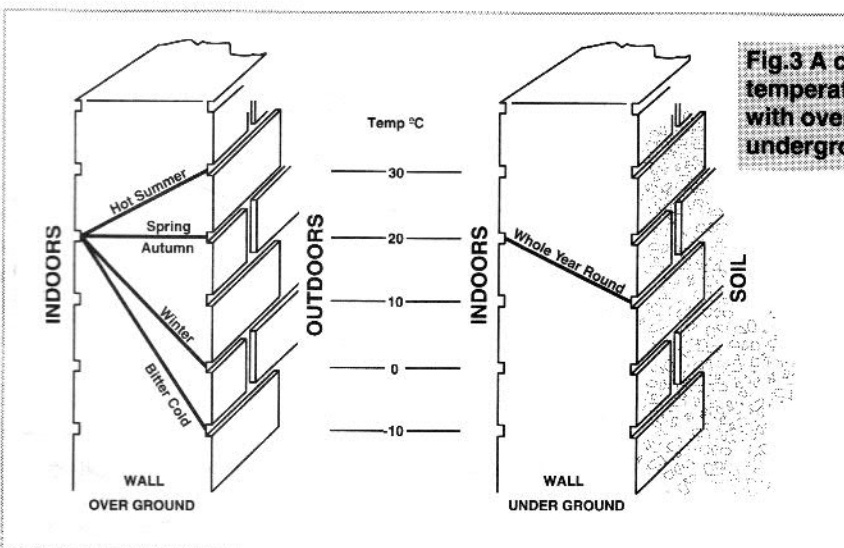 Fig.3 A
temperat
with
undergro
Temp ºC
30
20
10
0
-10
INDOORS
Hot Summer
Spring
Autumn
Winter
Bitter Cold
OUTDOORS
WALL
OVER GROUND
INDOORS
Whole Year Round
SOIL
WALL
UNDER GROUND